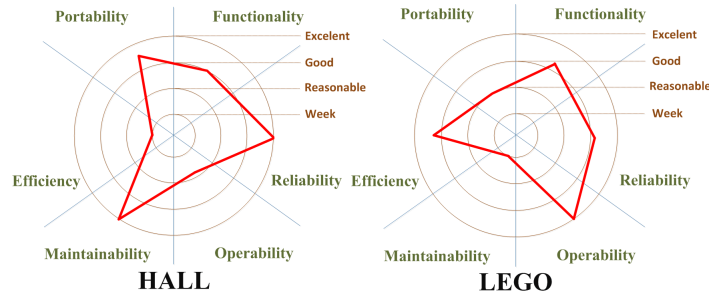 Portability
Functionality
Excelent
Good
Reasonable
Week
Efficiency
Reliability
Maintainability
Operability
HALL
Portability
Functionality
Excellent
Good
Reasonable
Week
Efficiency
Reliability
Maintainability
Operability
LEGO